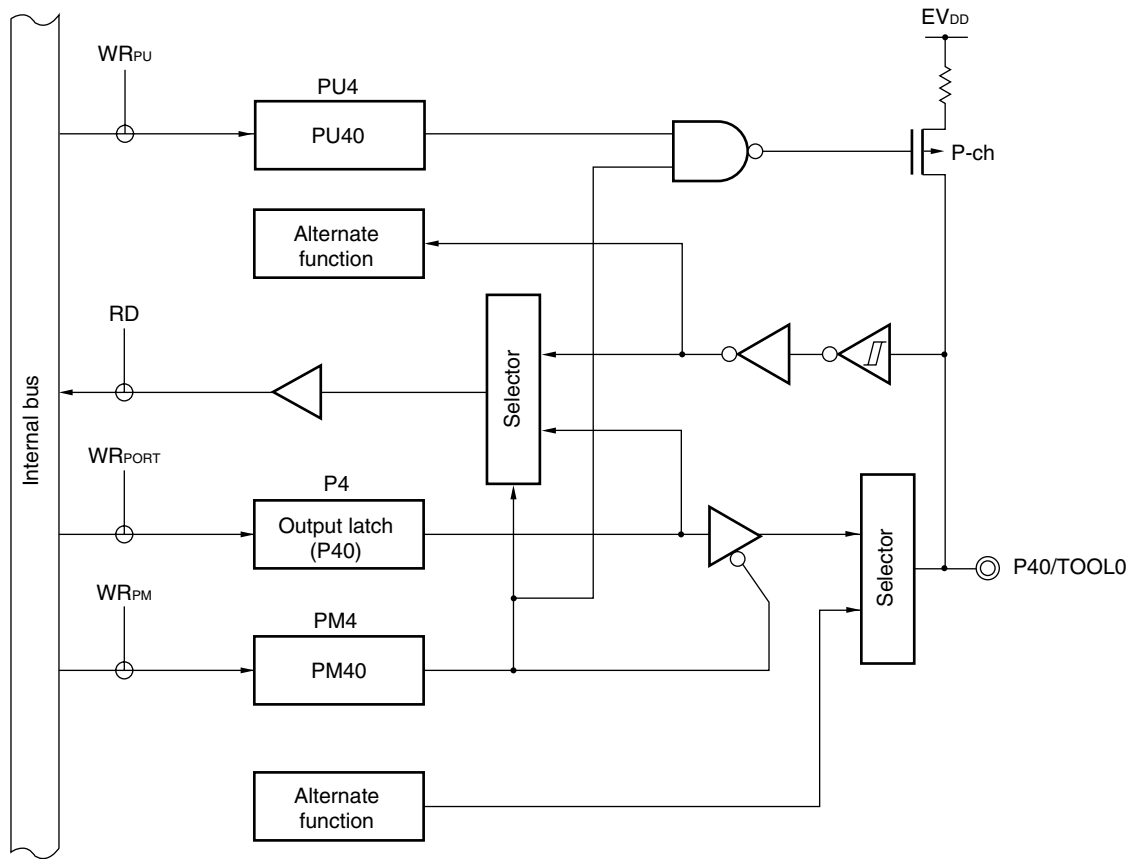 EVDD
WRPU
PU4
PU40
P-ch
Alternate
function
RD
Selector
Internal bus
WRPORT
P4
Output latch
(P40)
Selector
P40/TOOL0
WRPM
PM4
PM40
Alternate
function